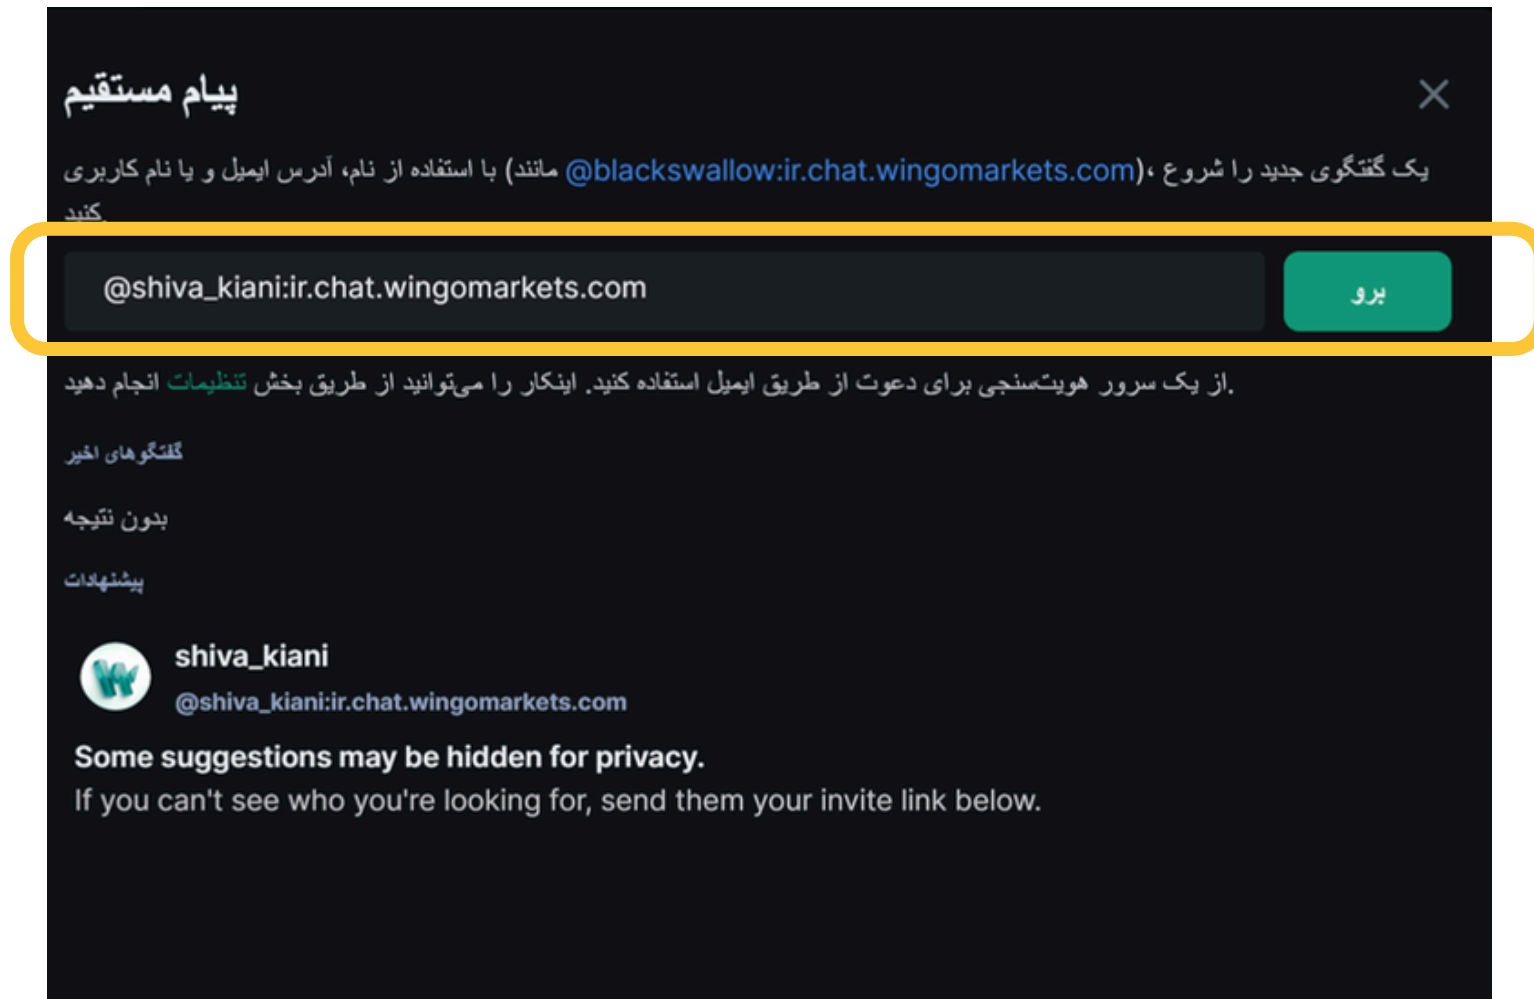 پیام مستقیم
یک گفتگوی جدید را شروع ،(@blackswallow:ir.chat.wingomarkets.com مانند) با استفاده از نام، آدرس ایمیل و یا نام کاربری
کنید.
@shiva_kiani:ir.chat.wingomarkets.com
برو
از یک سرور هویت‌سنجی برای دعوت از طریق ایمیل استفاده کنید. اینکار را می‌توانید از طریق بخش تنظیمات انجام دهید.
گفتگوهای اخیر
بدون نتیجه
پیشنهادات
shiva_kiani
@shiva_kiani:ir.chat.wingomarkets.com
Some suggestions may be hidden for privacy.
If you can't see who you're looking for, send them your invite link below.